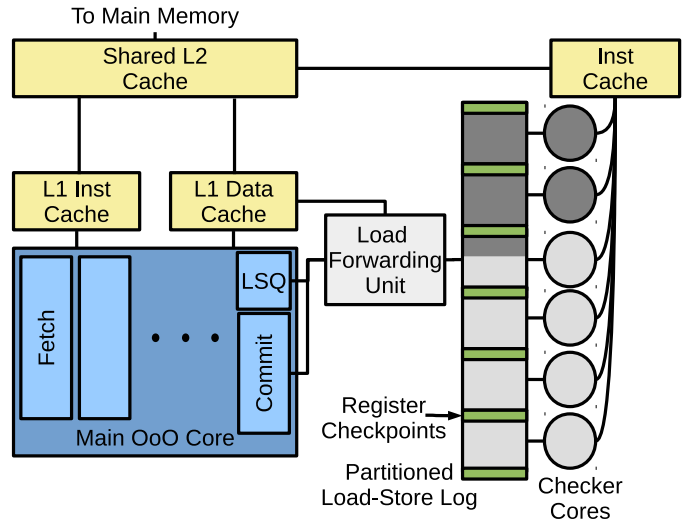 To Main Memory
Shared L2
Cache
Inst
Cache
L1 Inst
Cache
L1 Data
Cache
Load
Forwarding
Unit
LSQ
Fetch
Commit
Main OoO Core
Register
Checkpoints
Partitioned
Load-Store Log
Checker
Cores